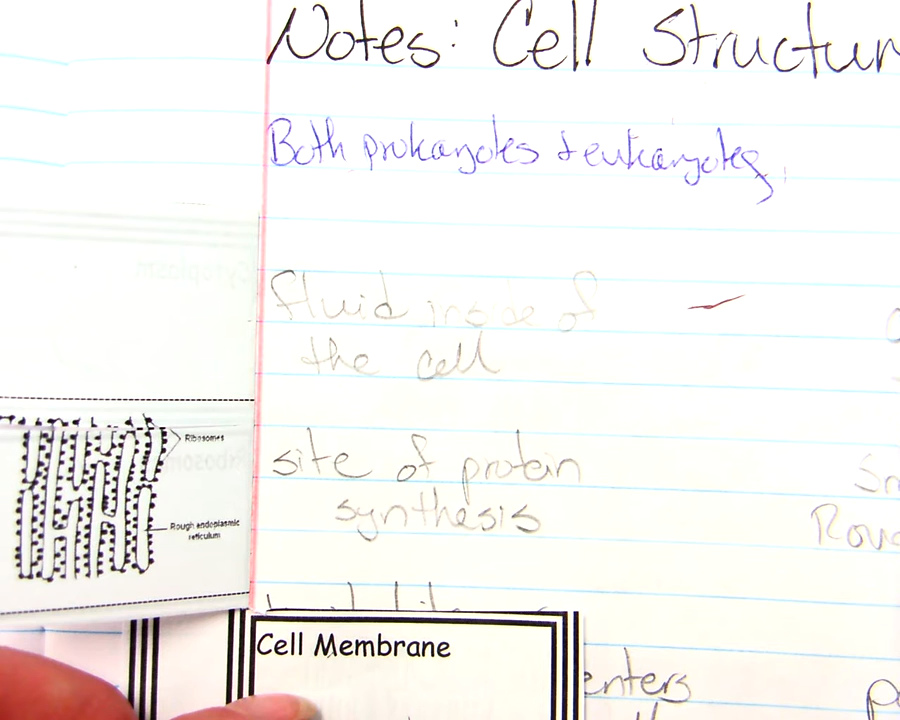 Notes: Cell Structur
Both prokaryotes & eukaryotes
fluid inside of
the cell
Ribosomes
site of protein
synthesis
Rough endoplasmic
reticulum
Cell Membrane
enters